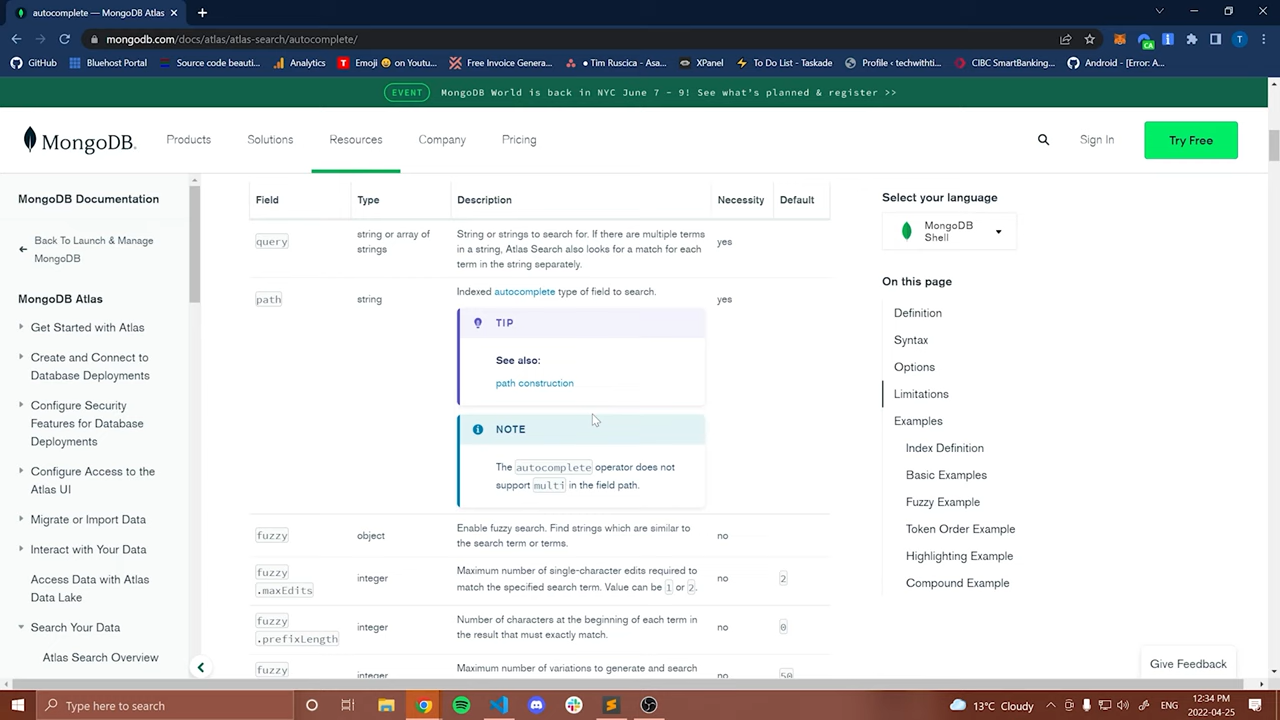 autocomplete — MongoDB Atlas
mongodb.com/docs/atlas/atlas-search/autocomplete/
GitHub
Bluehost Portal
Source code beauti...
Analytics
Emoji 😀 on Youtu...
Free Invoice Genera...
● Tim Ruscica - Asa...
XPanel
To Do List - Taskade
Profile ‹ techwithti...
CIBC SmartBanking...
Android - [Error: A...
EVENT MongoDB World is back in NYC June 7 - 9! See what's planned & register >>
MongoDB.
Products
Solutions
Resources
Company
Pricing
Sign In
Try Free
MongoDB Documentation
Back To Launch & Manage
MongoDB
MongoDB Atlas
Get Started with Atlas
Create and Connect to
Database Deployments
Configure Security
Features for Database
Deployments
Configure Access to the
Atlas UI
Migrate or Import Data
Interact with Your Data
Access Data with Atlas
Data Lake
Search Your Data
Atlas Search Overview
Field Type Description Necessity Default
query
string or array of
strings
String or strings to search for. If there are multiple terms
in a string, Atlas Search also looks for a match for each
term in the string separately.
yes
path
string
Indexed autocomplete type of field to search.
yes
TIP
See also:
path construction
NOTE
The autocomplete operator does not
support multi in the field path.
fuzzy
object
Enable fuzzy search. Find strings which are similar to
the search term or terms.
no
fuzzy
.maxEdits
integer
Maximum number of single-character edits required to
match the specified search term. Value can be 1 or 2.
no
2
fuzzy
.prefixLength
integer
Number of characters at the beginning of each term in
the result that must exactly match.
no
0
fuzzy
integer
Maximum number of variations to generate and search
no
50
Select your language
MongoDB
Shell
On this page
Definition
Syntax
Options
Limitations
Examples
Index Definition
Basic Examples
Fuzzy Example
Token Order Example
Highlighting Example
Compound Example
Give Feedback
Type here to search
13°C Cloudy
12:34 PM
2022-04-25